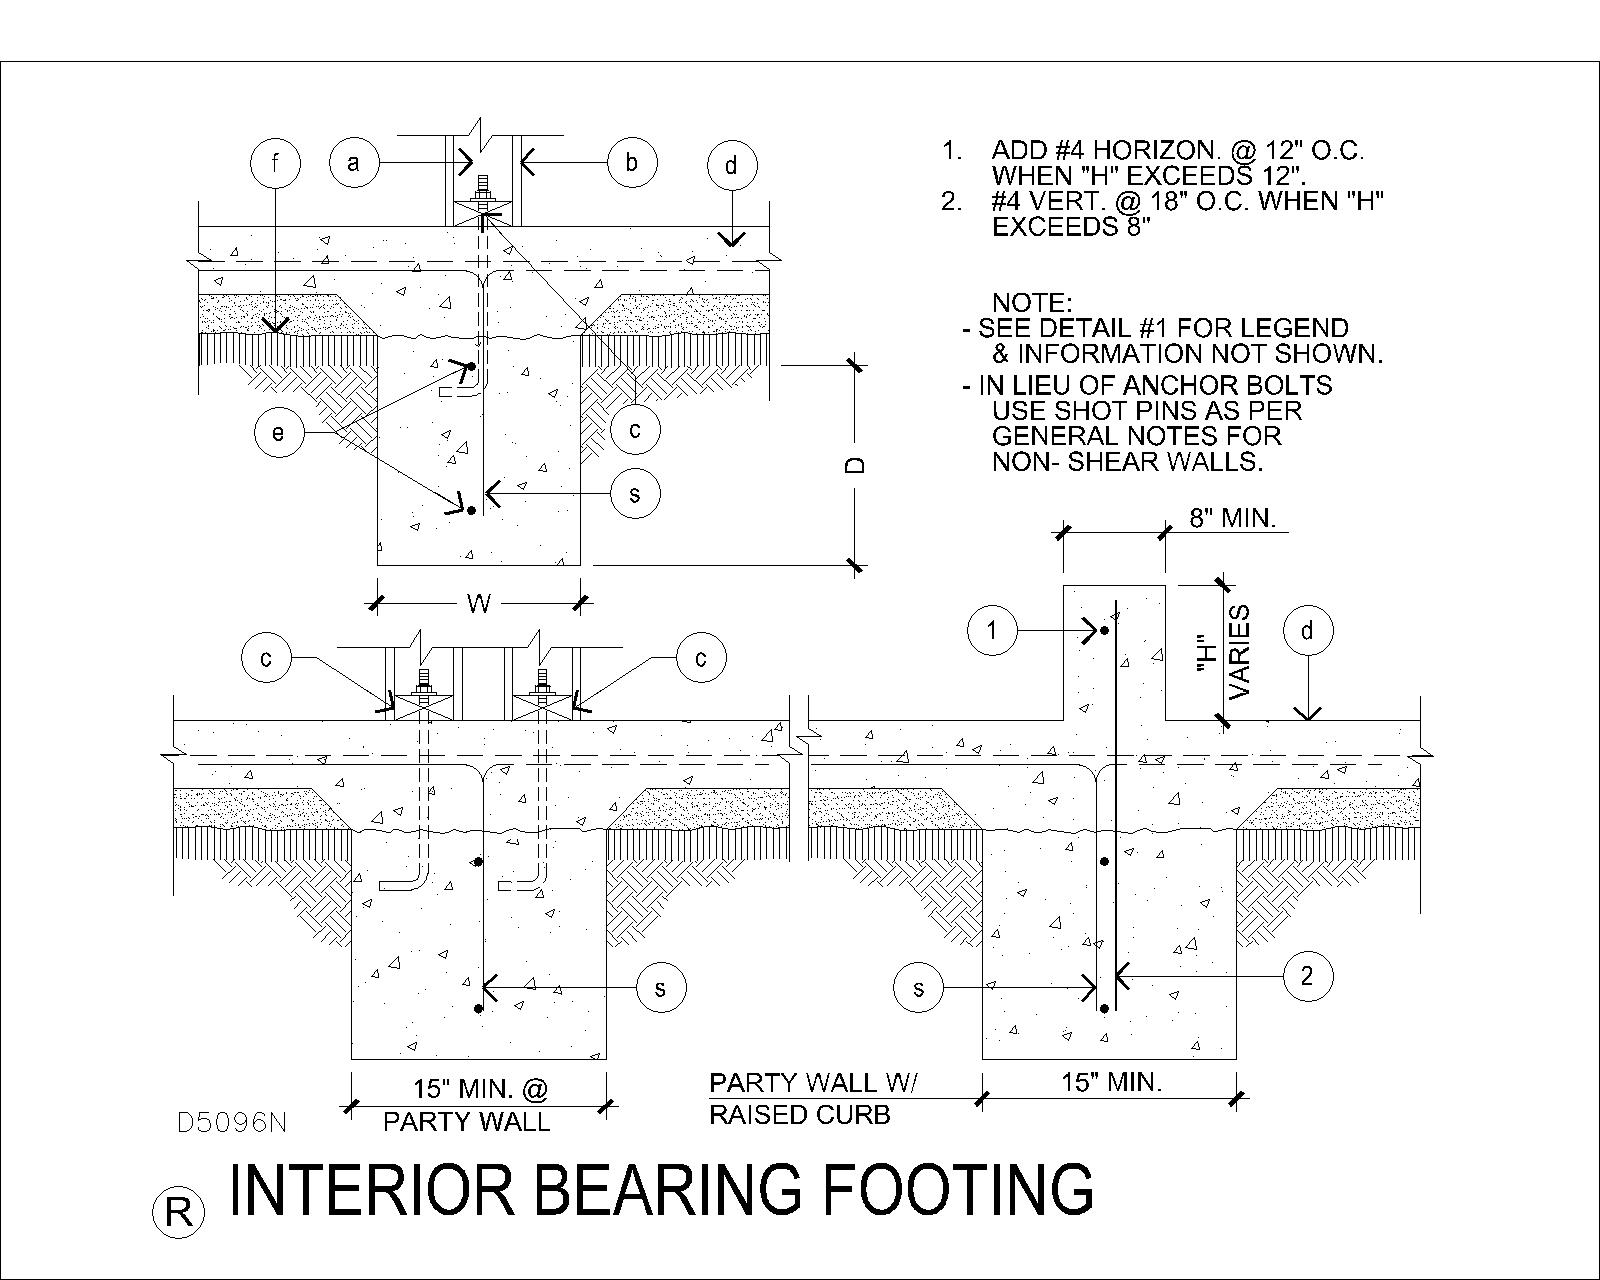 f
a
b
d
1. ADD #4 HORIZON. @ 12" O.C.
WHEN "H" EXCEEDS 12".
2. #4 VERT. @ 18" O.C. WHEN "H"
EXCEEDS 8"
NOTE:
- SEE DETAIL #1 FOR LEGEND
& INFORMATION NOT SHOWN.
- IN LIEU OF ANCHOR BOLTS
USE SHOT PINS AS PER
GENERAL NOTES FOR
NON- SHEAR WALLS.
e
c
s
D
W
8" MIN.
c
c
1
"H"
VARIES
d
s
s
2
15" MIN. @
PARTY WALL
PARTY WALL W/
RAISED CURB
15" MIN.
D5096N
R INTERIOR BEARING FOOTING